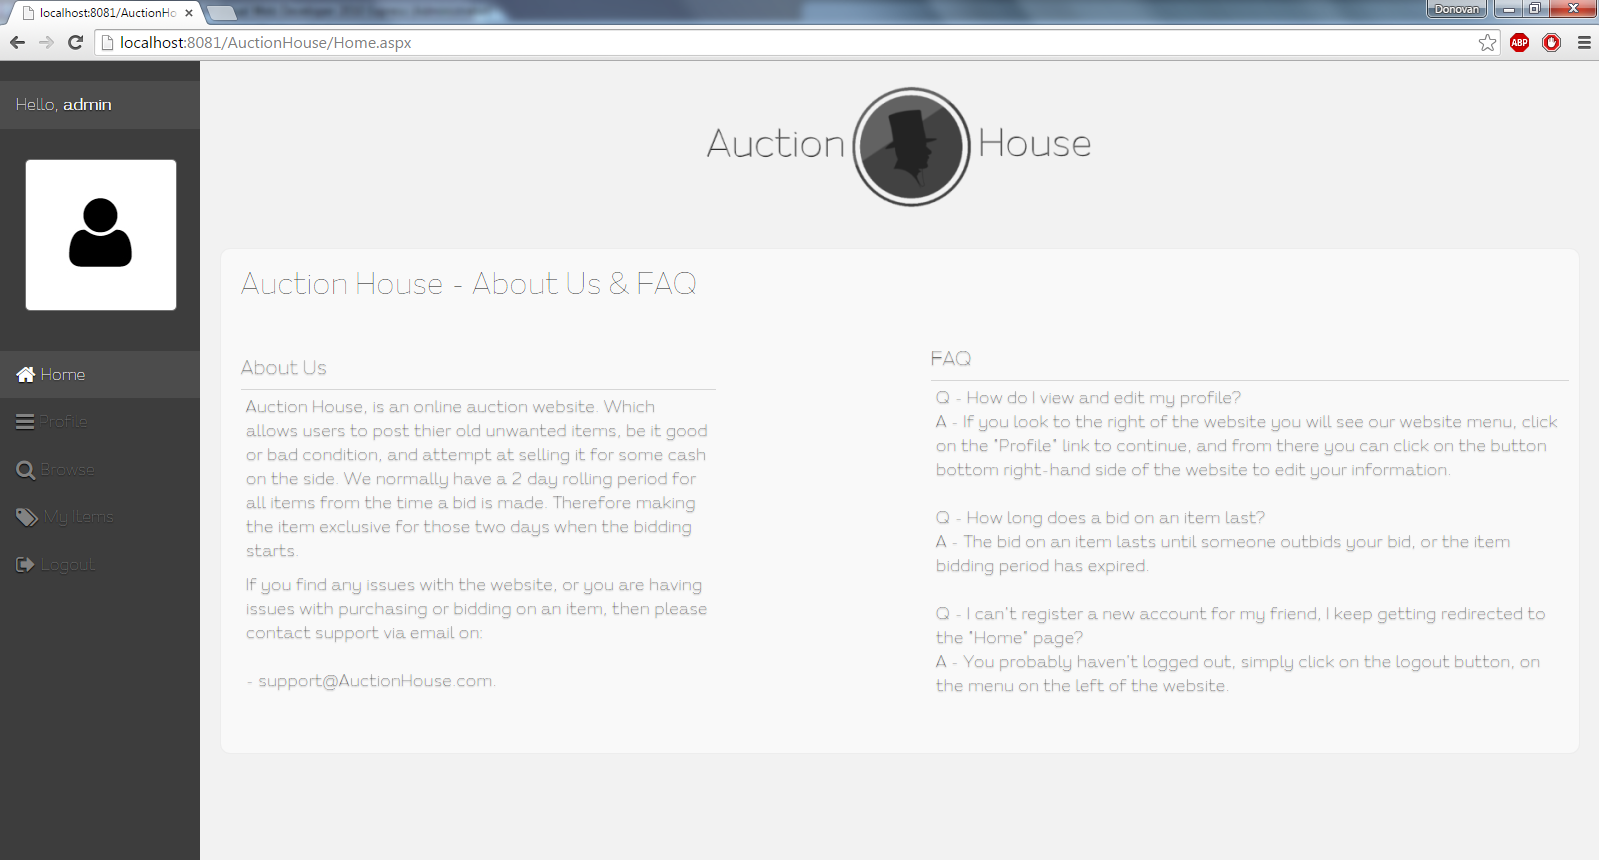 localhost:8081/AuctionHo
Donovan
localhost:8081/AuctionHouse/Home.aspx
ABP
Hello, admin
Home
Profile
Browse
My Items
Logout
Auction House
Auction House - About Us & FAQ
About Us
Auction House, is an online auction website. Which
allows users to post thier old unwanted items, be it good
or bad condition, and attempt at selling it for some cash
on the side. We normally have a 2 day rolling period for
all items from the time a bid is made. Therefore making
the item exclusive for those two days when the bidding
starts.
If you find any issues with the website, or you are having
issues with purchasing or bidding on an item, then please
contact support via email on:
- support@AuctionHouse.com.
FAQ
Q - How do I view and edit my profile?
A - If you look to the right of the website you will see our website menu, click
on the "Profile" link to continue, and from there you can click on the button
bottom right-hand side of the website to edit your information.
Q - How long does a bid on an item last?
A - The bid on an item lasts until someone outbids your bid, or the item
bidding period has expired.
Q - I can't register a new account for my friend, I keep getting redirected to
the "Home" page?
A - You probably haven't logged out, simply click on the logout button, on
the menu on the left of the website.